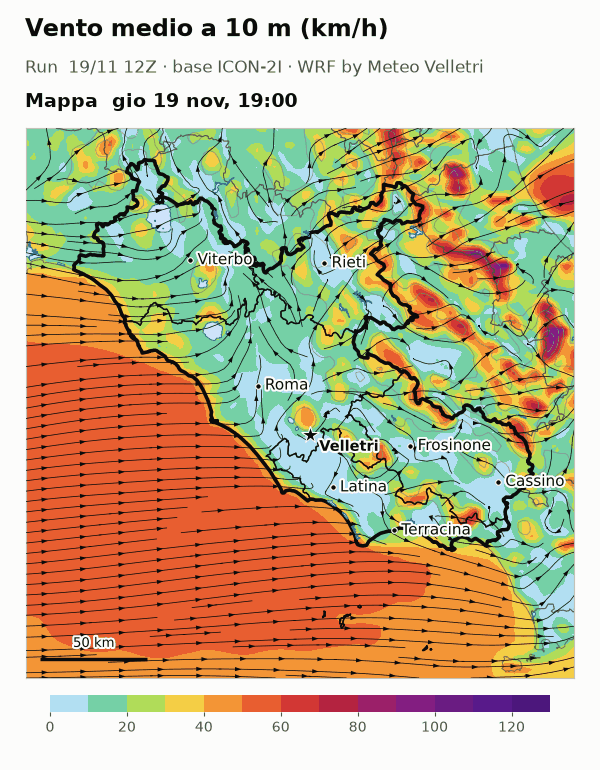 Vento medio a 10 m (km/h)
Run  19/11 12Z · base ICON-2I · WRF by Meteo Velletri
Mappa  gio 19 nov, 19:00
Viterbo
Rieti
Roma
Velletri
Frosinone
Cassino
Latina
Terracina
50 km
0 20 40 60 80 100 120